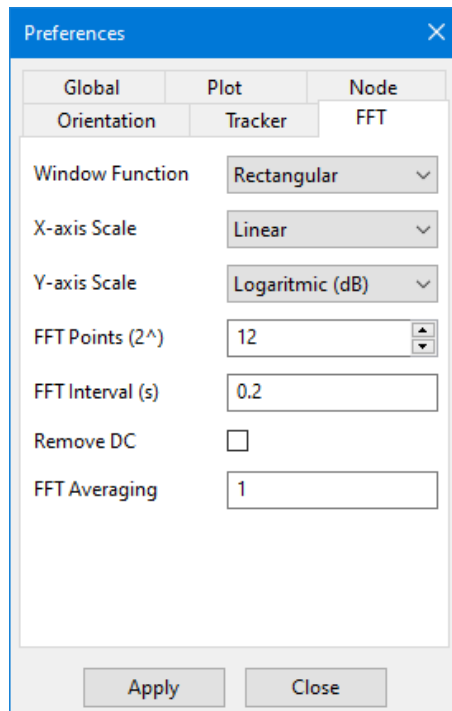 Preferences
Global Plot Node
Orientation Tracker FFT
Window Function Rectangular
X-axis Scale Linear
Y-axis Scale Logaritmic (dB)
FFT Points (2^) 12
FFT Interval (s) 0.2
Remove DC
FFT Averaging 1
Apply Close